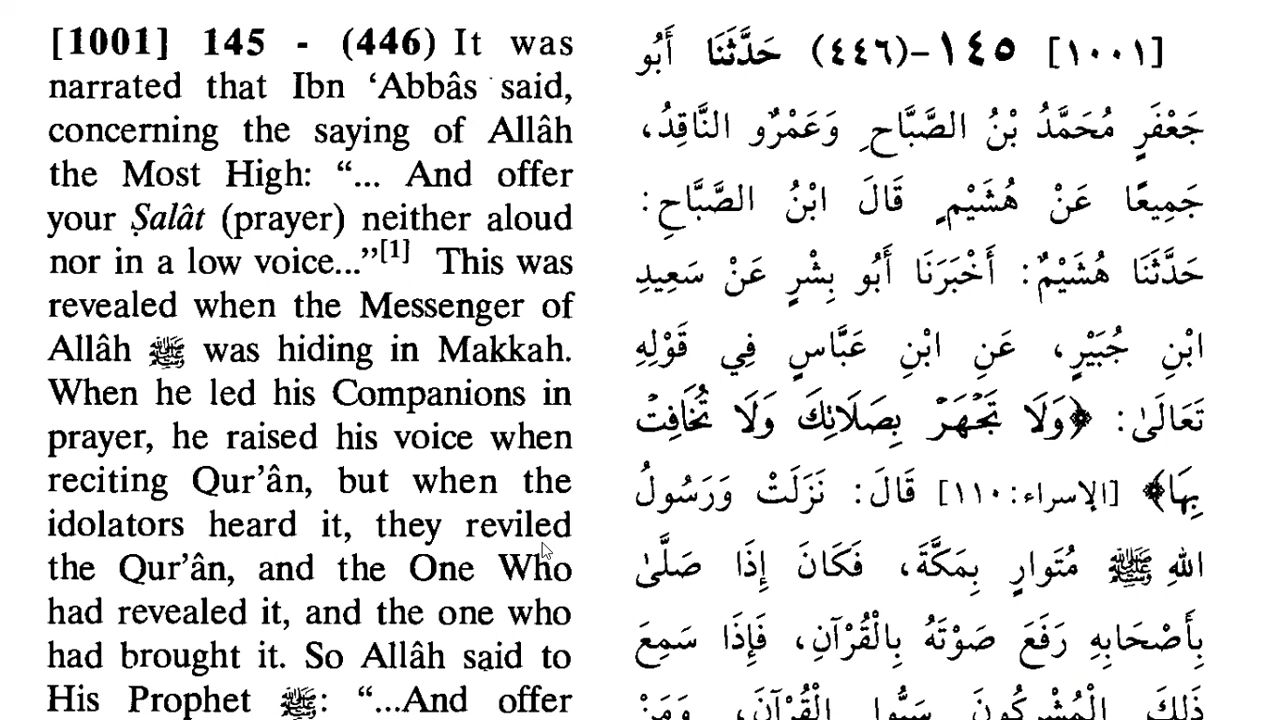 [1001] 145 - (446) It was
narrated that Ibn ‘Abbâs said,
concerning the saying of Allâh
the Most High: “... And offer
your Ṣalât (prayer) neither aloud
nor in a low voice...”[1] This was
revealed when the Messenger of
Allâh ﷺ was hiding in Makkah.
When he led his Companions in
prayer, he raised his voice when
reciting Qur’ân, but when the
idolators heard it, they reviled
the Qur’ân, and the One Who
had revealed it, and the one who
had brought it. So Allâh said to
His Prophet ﷺ: “...And offer
[١٠٠١] ١٤٥-(٤٤٦) حَدَّثَنَا أَبُو
جَعْفَرٍ مُحَمَّدُ بْنُ الصَّبَّاحِ وَعَمْرٌو النَّاقِدُ،
جَمِيعًا عَنْ هُشَيْمٍ قَالَ ابْنُ الصَّبَّاحِ:
حَدَّثَنَا هُشَيْمٌ: أَخْبَرَنَا أَبُو بِشْرٍ عَنْ سَعِيدِ
ابْنِ جُبَيْرٍ، عَنِ ابْنِ عَبَّاسٍ فِي قَوْلِهِ
تَعَالَىٰ: ﴿وَلَا تَجْهَرْ بِصَلَاتِكَ وَلَا تُخَافِتْ
بِهَا﴾ [الإسراء:١١٠] قَالَ: نَزَلَتْ وَرَسُولُ
اللهِ ﷺ مُتَوارٍ بِمَكَّةَ، فَكَانَ إِذَا صَلَّىٰ
بِأَصْحَابِهِ رَفَعَ صَوْتَهُ بِالْقُرْآنِ، فَإِذَا سَمِعَ
ذَلِكَ الْمُشْرِكُونَ سَبُّوا الْقُرْآنَ، وَمَنْ